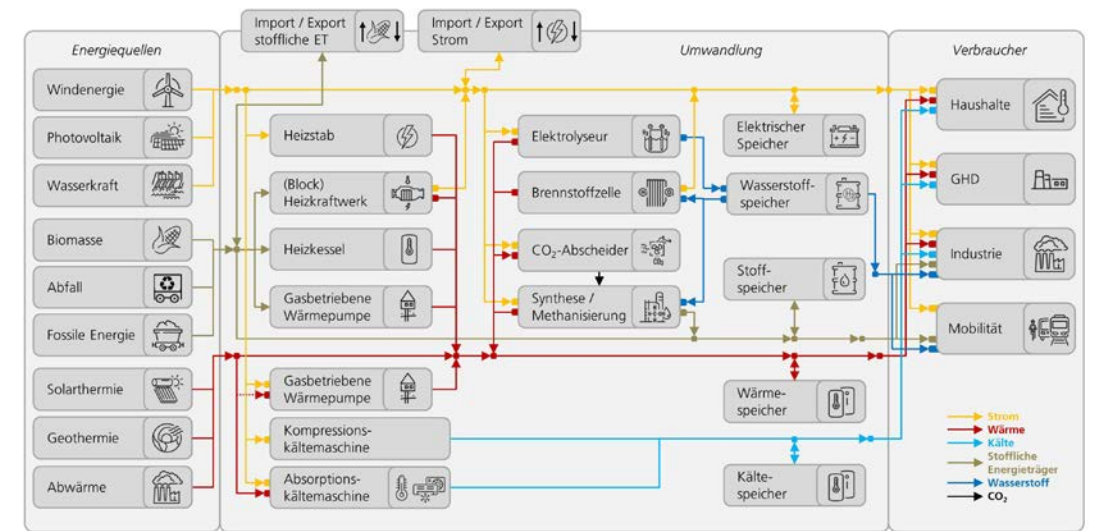 Import / Export
stoffliche ET
Import / Export
Strom
Energiequellen
Umwandlung
Verbraucher
Windenergie
Photovoltaik
Wasserkraft
Biomasse
Abfall
Fossile Energie
Solarthermie
Geothermie
Abwärme
Heizstab
(Block)
Heizkraftwerk
Heizkessel
Gasbetriebene
Wärmepumpe
Gasbetriebene
Wärmepumpe
Kompressions-
kältemaschine
Absorptions-
kältemaschine
Elektrolyseur
Brennstoffzelle
CO₂-Abscheider
CO₂
Synthese /
Methanisierung
Elektrischer
Speicher
Wasserstoff-
speicher
H₂
Stoff-
speicher
Wärme-
speicher
Kälte-
speicher
Haushalte
GHD
Industrie
Mobilität
Strom
Wärme
Kälte
Stoffliche
Energieträger
Wasserstoff
CO₂